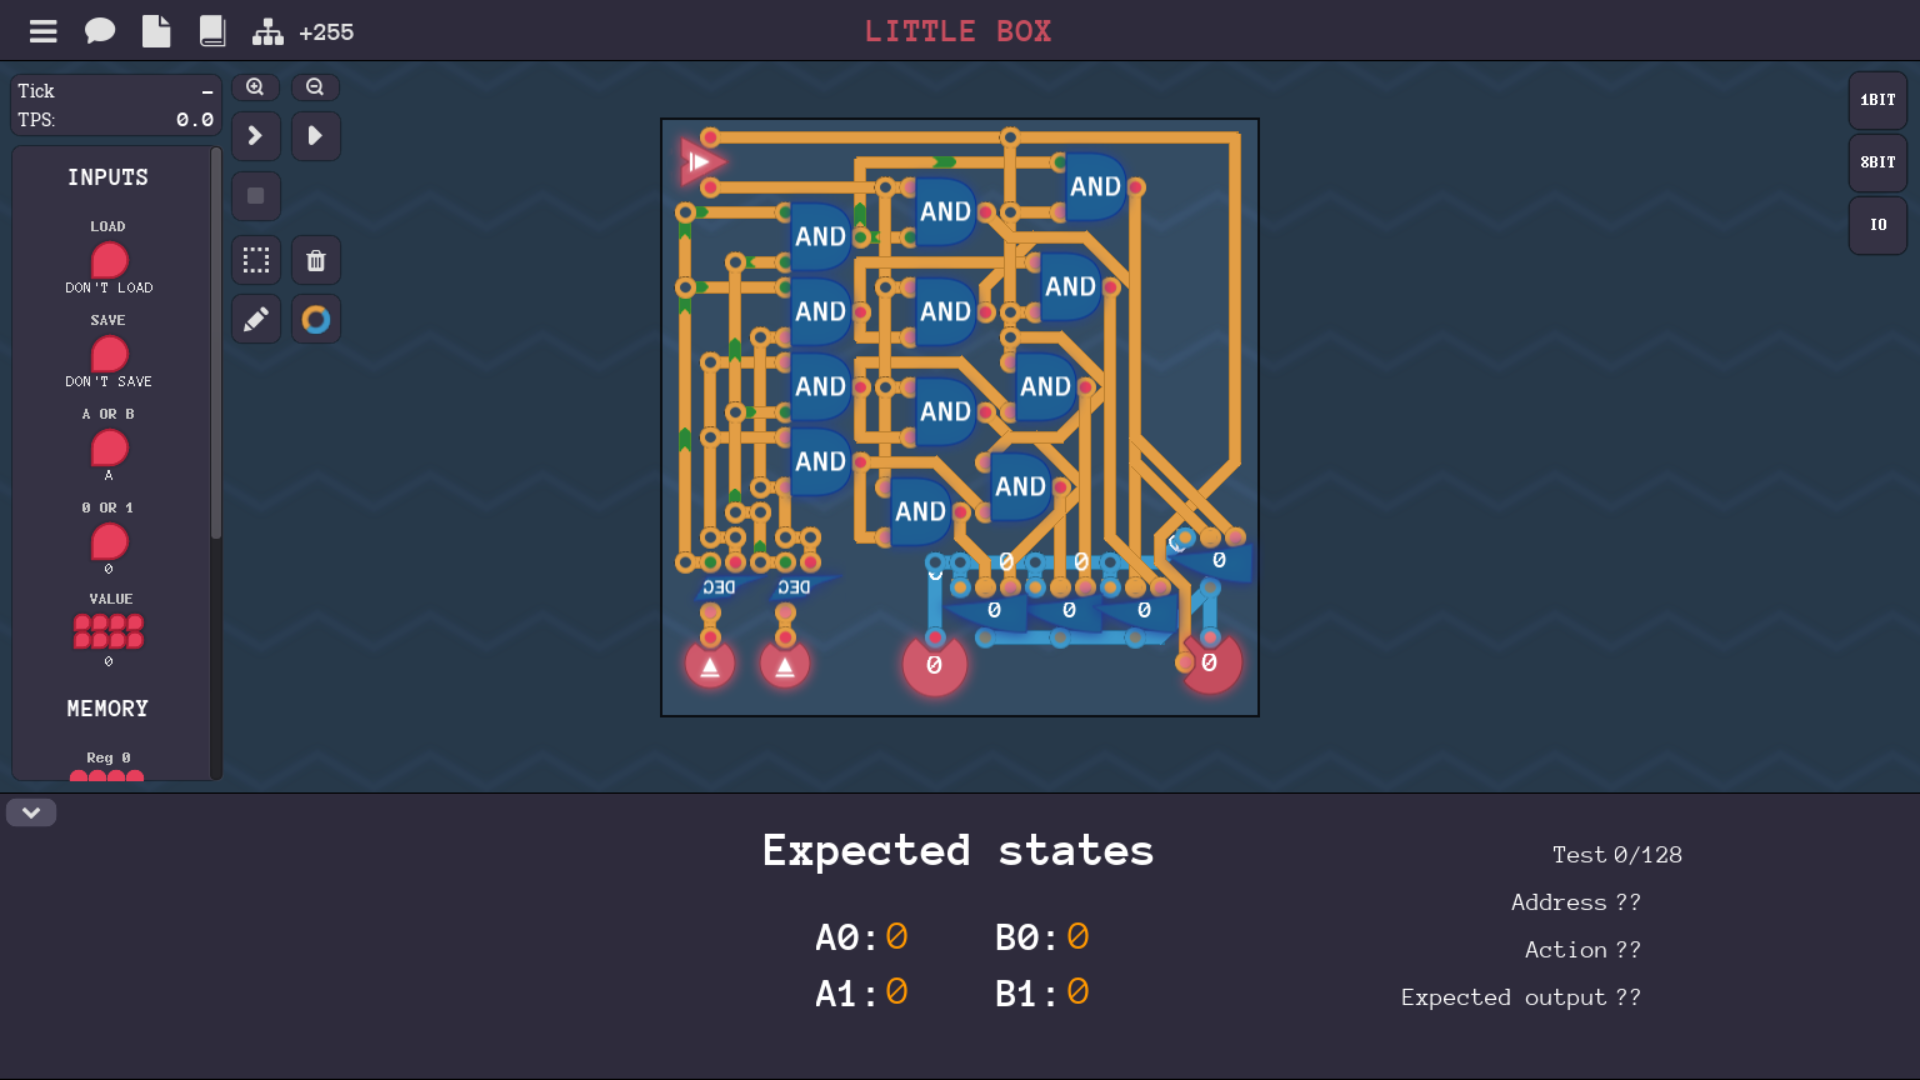 +255
LITTLE BOX
Tick –
TPS: 0.0
1BIT
8BIT
IO
INPUTS
LOAD
DON'T LOAD
SAVE
DON'T SAVE
A OR B
A
0 OR 1
0
VALUE
0
MEMORY
Reg 0
AND
AND
AND
AND
AND
AND
AND
AND
AND
AND
AND
AND
0
0
0
DEC
DEC
0
0
0
0
0
Expected states
A0:0 B0:0
A1:0 B1:0
Test 0/128
Address ??
Action ??
Expected output ??